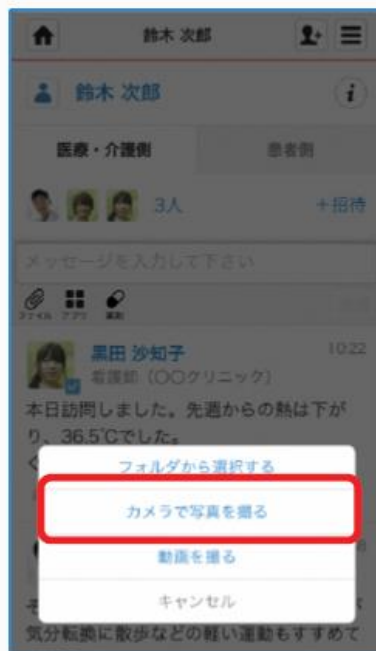 鈴木 次郎
鈴木 次郎
医療・介護側 患者側
3人 +招待
メッセージを入力して下さい
ファイル アプリ 薬剤
黒田 沙知子 10:22
看護師（〇〇クリニック）
本日訪問しました。先週からの熱は下が
り、36.5℃でした。
フォルダから選択する
カメラで写真を撮る
動画を撮る
キャンセル
気分転換に散歩などの軽い運動もすすめて